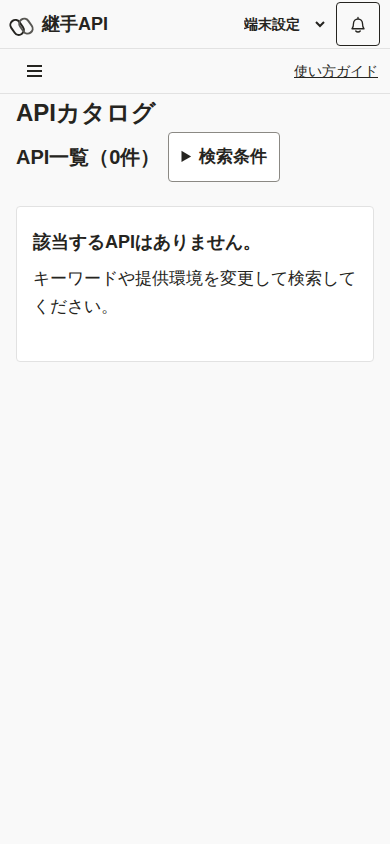 継手API
端末設定
使い方ガイド
APIカタログ
API一覧（0件）
▶ 検索条件
該当するAPIはありません。
キーワードや提供環境を変更して検索して
ください。